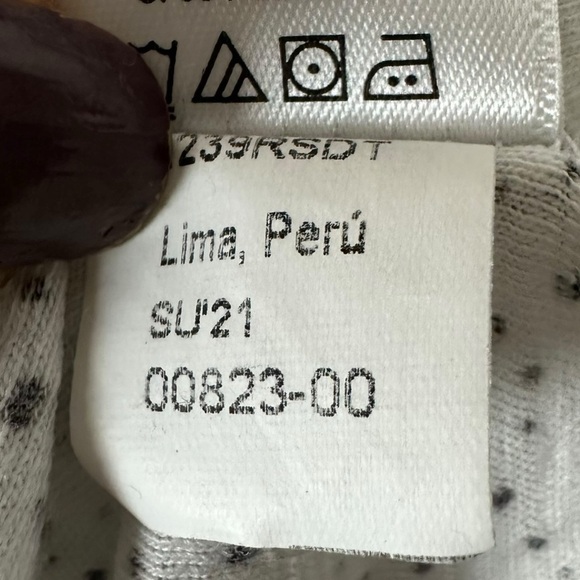 239RSDT
Lima, Perú
SU'21
00823-00